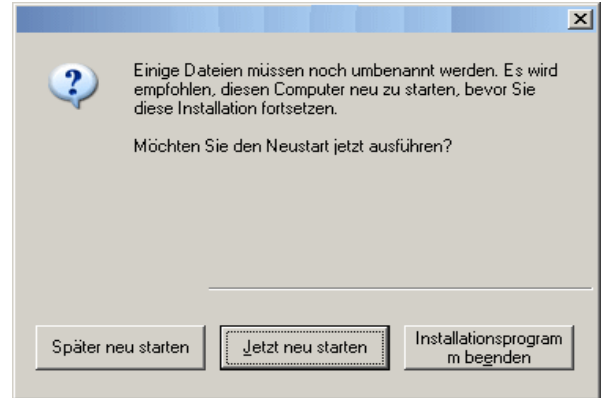 Einige Dateien müssen noch umbenannt werden. Es wird
empfohlen, diesen Computer neu zu starten, bevor Sie
diese Installation fortsetzen.
Möchten Sie den Neustart jetzt ausführen?
Später neu starten
Jetzt neu starten
Installationsprogram
m beenden